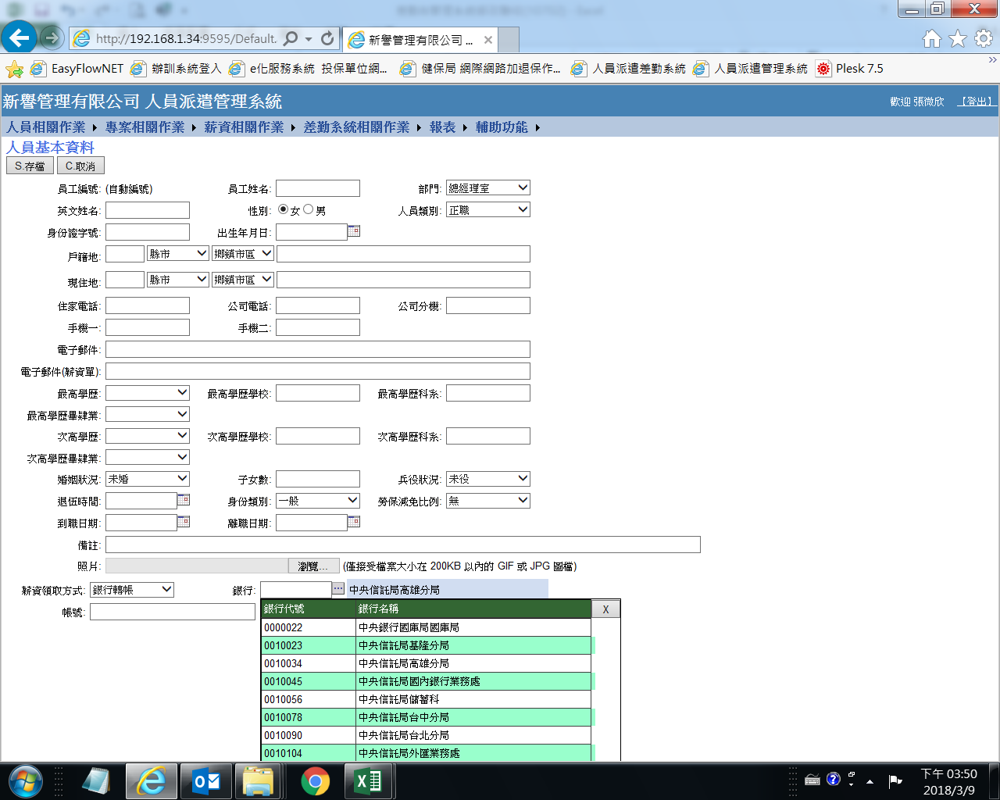 http://192.168.1.34:9595/Default.
新譽管理有限公司 ...
EasyFlowNET 辦訓系統登入 e化服務系統 投保單位網... 健保局 網際網路加退保作... 人員派遣差勤系統 人員派遣管理系統 Plesk 7.5
新譽管理有限公司 人員派遣管理系統
歡迎 張微欣 【登出】
人員相關作業 專案相關作業 薪資相關作業 差勤系統相關作業 報表 輔助功能
人員基本資料
S.存檔 C.取消
員工編號: (自動編號) 員工姓名: 部門: 總經理室
英文姓名: 性別: 女 男 人員類別: 正職
身份證字號: 出生年月日:
戶籍地: 縣市 鄉鎮市區
現住地: 縣市 鄉鎮市區
住家電話: 公司電話: 公司分機:
手機一: 手機二:
電子郵件:
電子郵件(薪資單):
最高學歷: 最高學歷學校: 最高學歷科系:
最高學歷畢肄業:
次高學歷: 次高學歷學校: 次高學歷科系:
次高學歷畢肄業:
婚姻狀況: 未婚 子女數: 兵役狀況: 未役
退伍時間: 身份類別: 一般 勞保減免比例: 無
到職日期: 離職日期:
備註:
照片: 瀏覽... (僅接受檔案大小在 200KB 以內的 GIF 或 JPG 圖檔)
薪資領取方式: 銀行轉帳 銀行: ... 中央信託局高雄分局
帳號:
銀行代號 銀行名稱 X
0000022 中央銀行國庫局國庫局
0010023 中央信託局基隆分局
0010034 中央信託局高雄分局
0010045 中央信託局國內銀行業務處
0010056 中央信託局儲蓄科
0010078 中央信託局台中分局
0010090 中央信託局台北分局
0010104 中央信託局外匯業務處
下午 03:50
2018/3/9